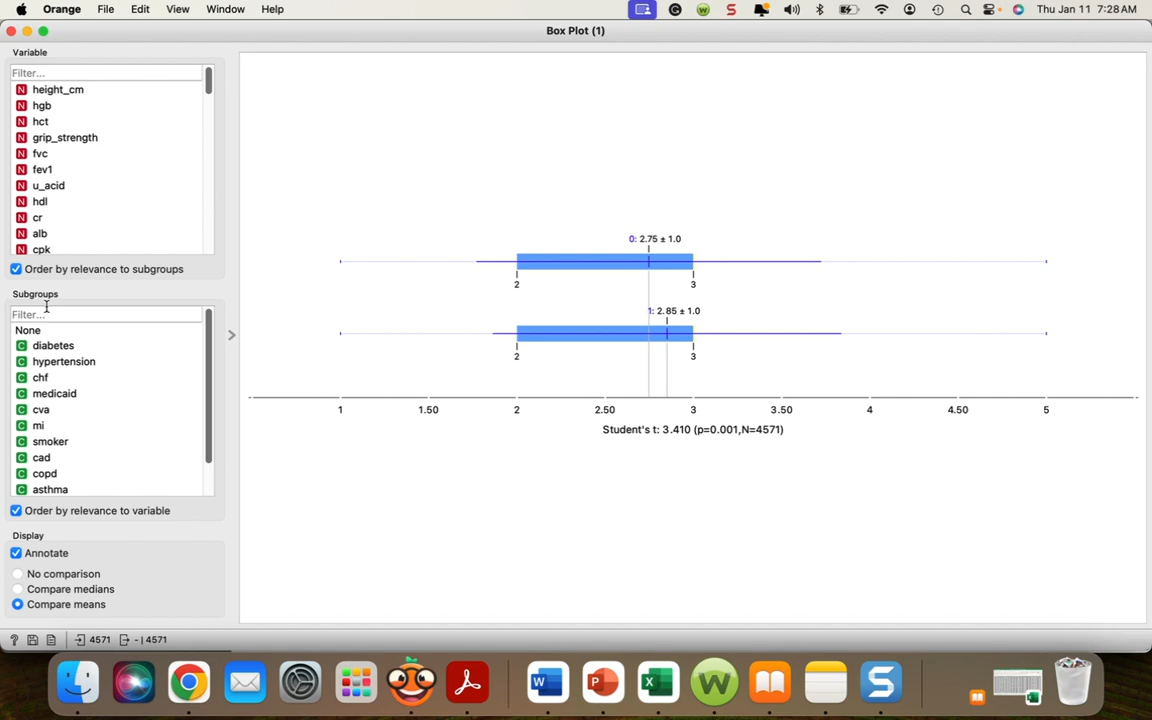 Orange File Edit View Window Help Thu Jan 11 7:28 AM
Box Plot (1)
Variable
Filter...
N height_cm
N hgb
N hct
N grip_strength
N fvc
N fev1
N u_acid
N hdl
N cr
N alb
N cpk
Order by relevance to subgroups
Subgroups
Filter...
None
C diabetes
C hypertension
C chf
C medicaid
C cva
C mi
C smoker
C cad
C copd
C asthma
Order by relevance to variable
Display
Annotate
No comparison
Compare medians
Compare means
? 4571 - | 4571
0: 2.75 ± 1.0
2 3
1: 2.85 ± 1.0
2 3
1 1.50 2 2.50 3 3.50 4 4.50 5
Student's t: 3.410 (p=0.001,N=4571)
W P X W S